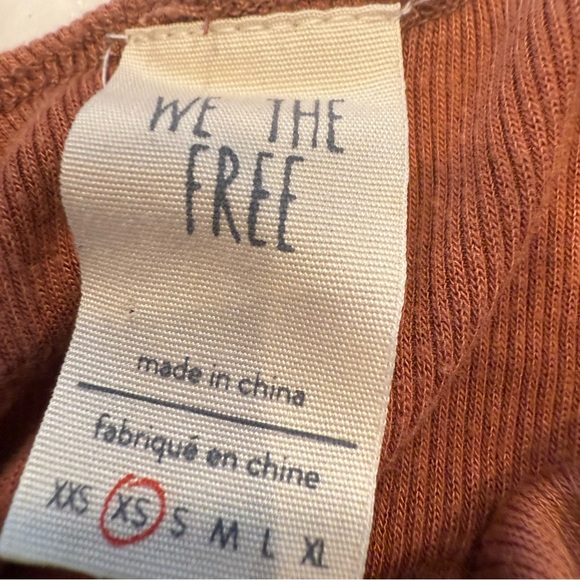 WE THE
FREE
made in china
fabriqué en chine
XXS XS S M L XL